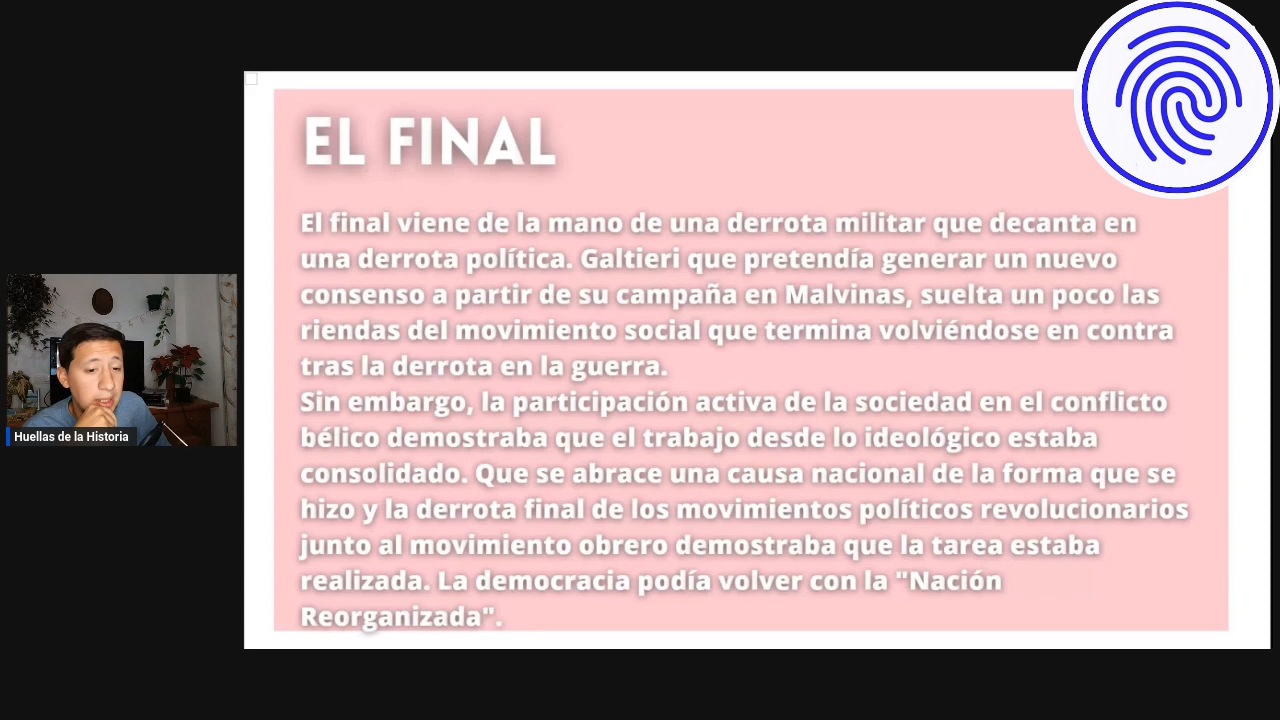 EL FINAL
El final viene de la mano de una derrota militar que decanta en
una derrota política. Galtieri que pretendía generar un nuevo
consenso a partir de su campaña en Malvinas, suelta un poco las
riendas del movimiento social que termina volviéndose en contra
tras la derrota en la guerra.
Sin embargo, la participación activa de la sociedad en el conflicto
bélico demostraba que el trabajo desde lo ideológico estaba
consolidado. Que se abrace una causa nacional de la forma que se
hizo y la derrota final de los movimientos políticos revolucionarios
junto al movimiento obrero demostraba que la tarea estaba
realizada. La democracia podía volver con la "Nación
Reorganizada".
Huellas de la Historia